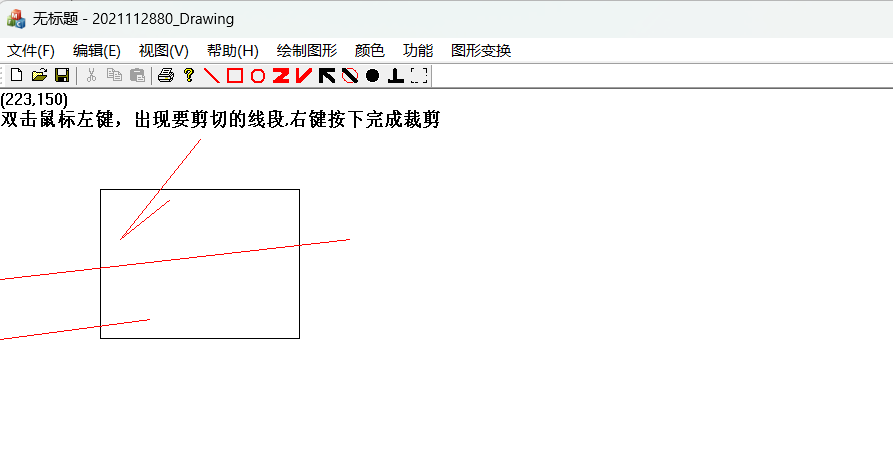 无标题 - 2021112880_Drawing
文件(F) 编辑(E) 视图(V) 帮助(H) 绘制图形 颜色 功能 图形变换
(223,150)
双击鼠标左键，出现要剪切的线段,右键按下完成裁剪